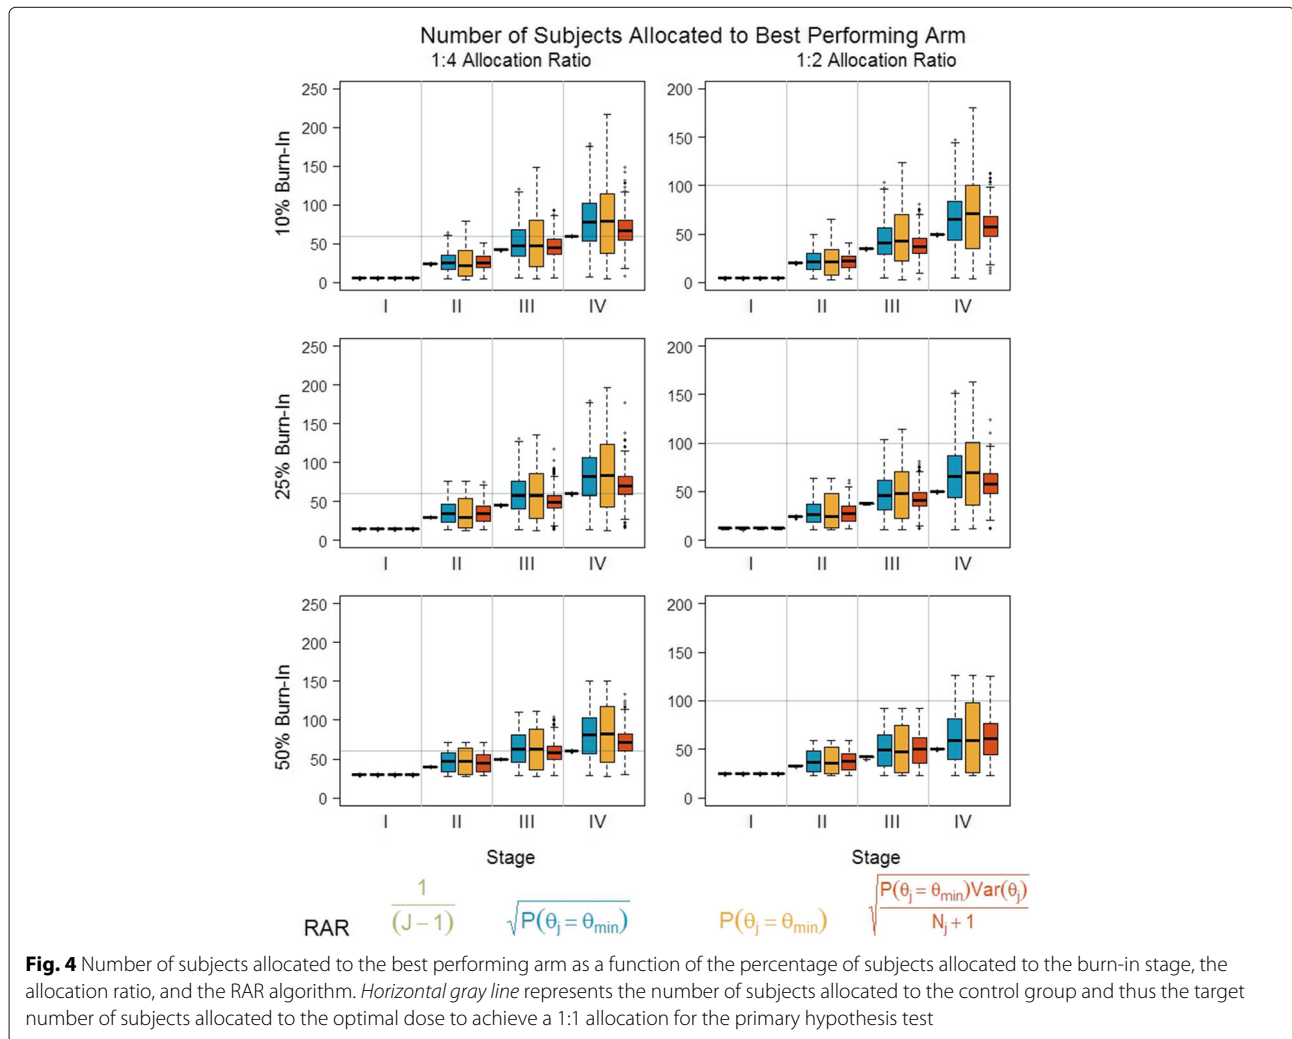 Number of Subjects Allocated to Best Performing Arm
1:4 Allocation Ratio
1:2 Allocation Ratio
10% Burn-In
250
200
150
100
50
0
I II III IV
200
150
100
50
0
I II III IV
25% Burn-In
250
200
150
100
50
0
I II III IV
200
150
100
50
0
I II III IV
50% Burn-In
250
200
150
100
50
0
I II III IV
200
150
100
50
0
I II III IV
Stage
Stage
RAR
1
(J – 1)
√P(θj = θmin)
P(θj = θmin)
√P(θj = θmin)Var(θj)
Nj + 1
Fig. 4 Number of subjects allocated to the best performing arm as a function of the percentage of subjects allocated to the burn-in stage, the
allocation ratio, and the RAR algorithm. Horizontal gray line represents the number of subjects allocated to the control group and thus the target
number of subjects allocated to the optimal dose to achieve a 1:1 allocation for the primary hypothesis test